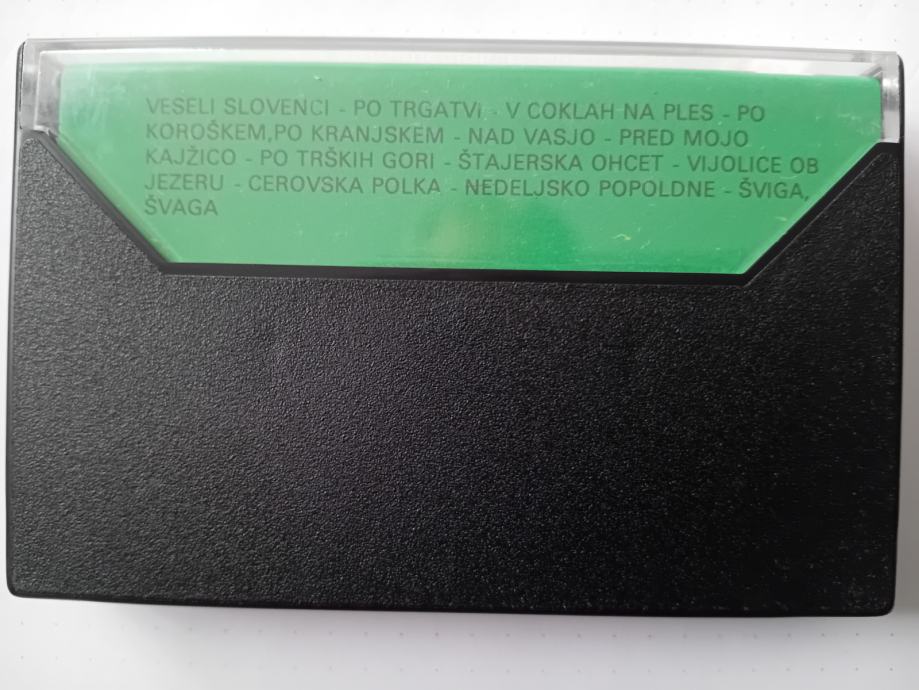 VESELI SLOVENCI - PO TRGATVI - V COKLAH NA PLES - PO
KOROŠKEM,PO KRANJSKEM - NAD VASJO - PRED MOJO
KAJŽICO - PO TRŠKIH GORI - ŠTAJERSKA OHCET - VIJOLICE OB
JEZERU - CEROVSKA POLKA - NEDELJSKO POPOLDNE - ŠVIGA,
ŠVAGA